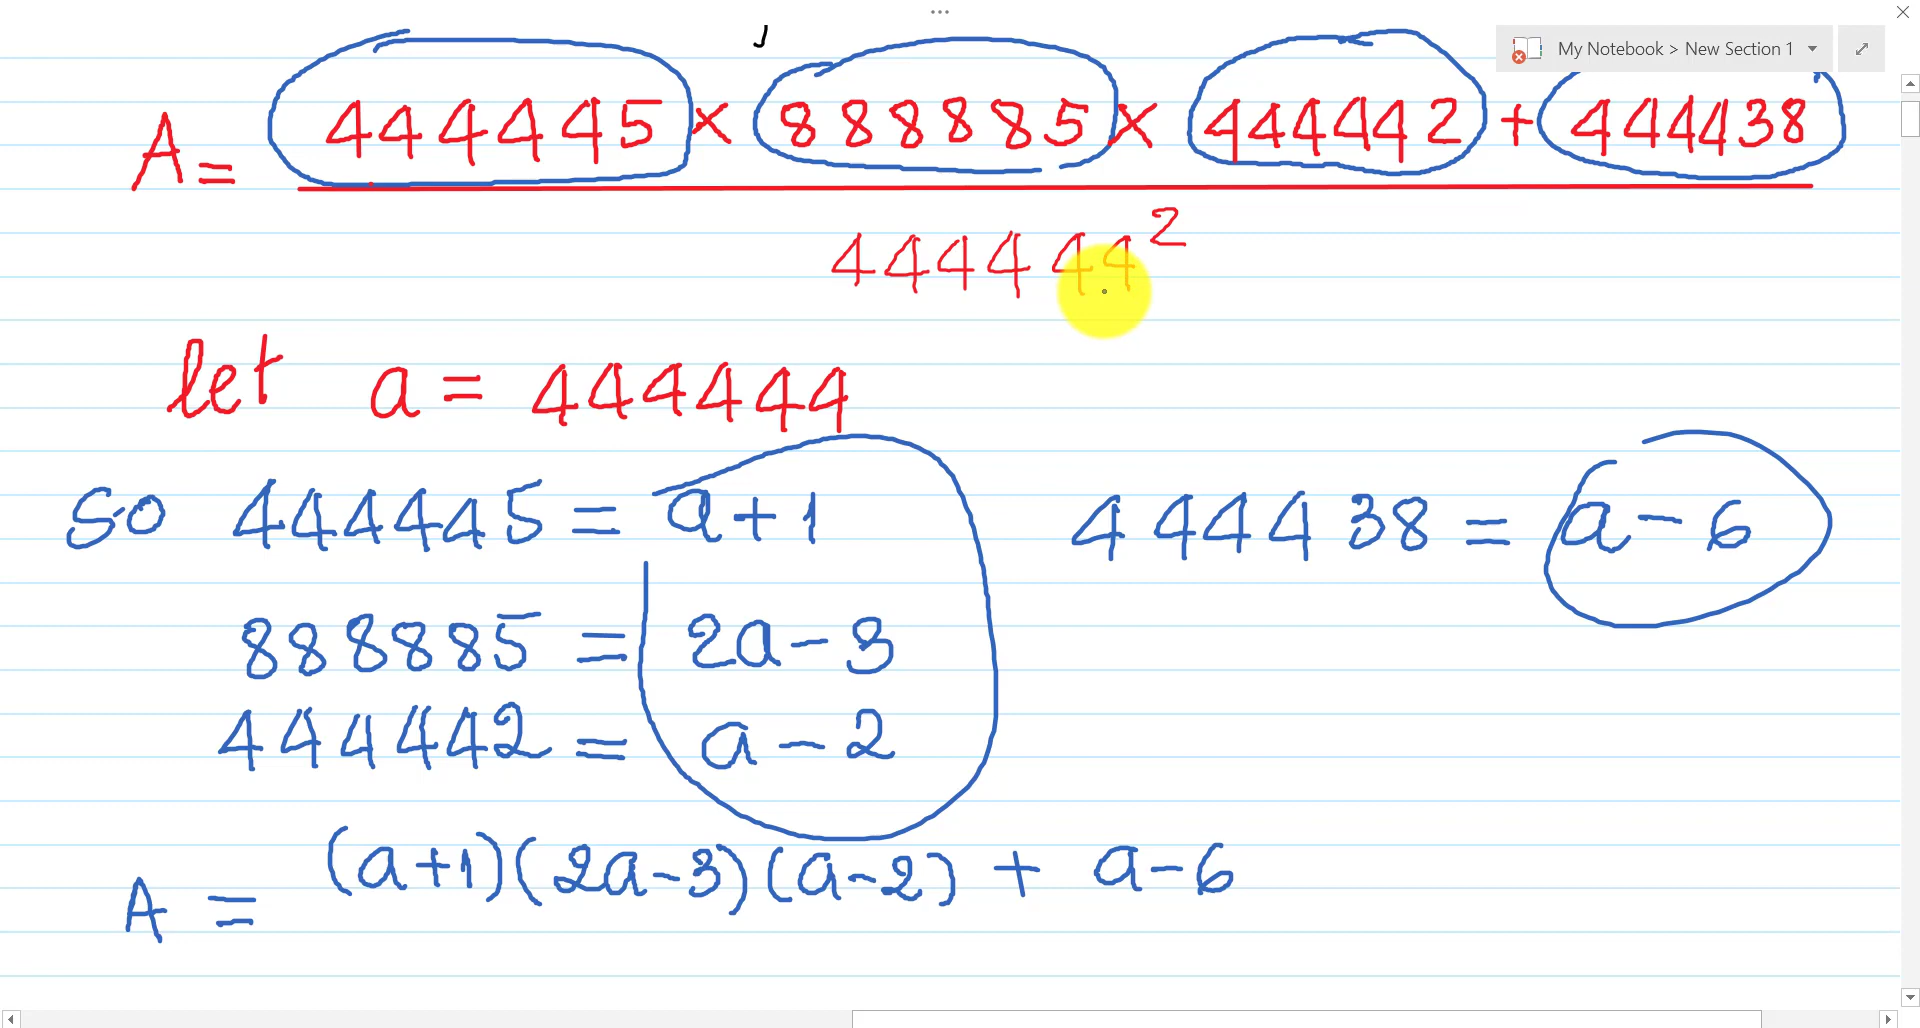 My Notebook > New Section 1
A = 444445 × 888885 × 444442 + 444438
444444²
let a = 444444
so 444445 = a + 1
444438 = a - 6
888885 = 2a - 3
444442 = a - 2
A = (a+1)(2a-3)(a-2) + a-6